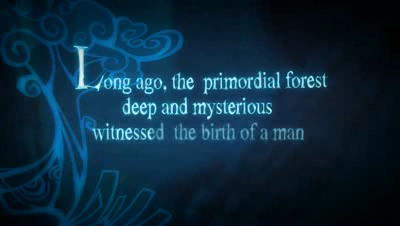 Long ago, the primordial forest
deep and mysterious
witnessed the birth of a man